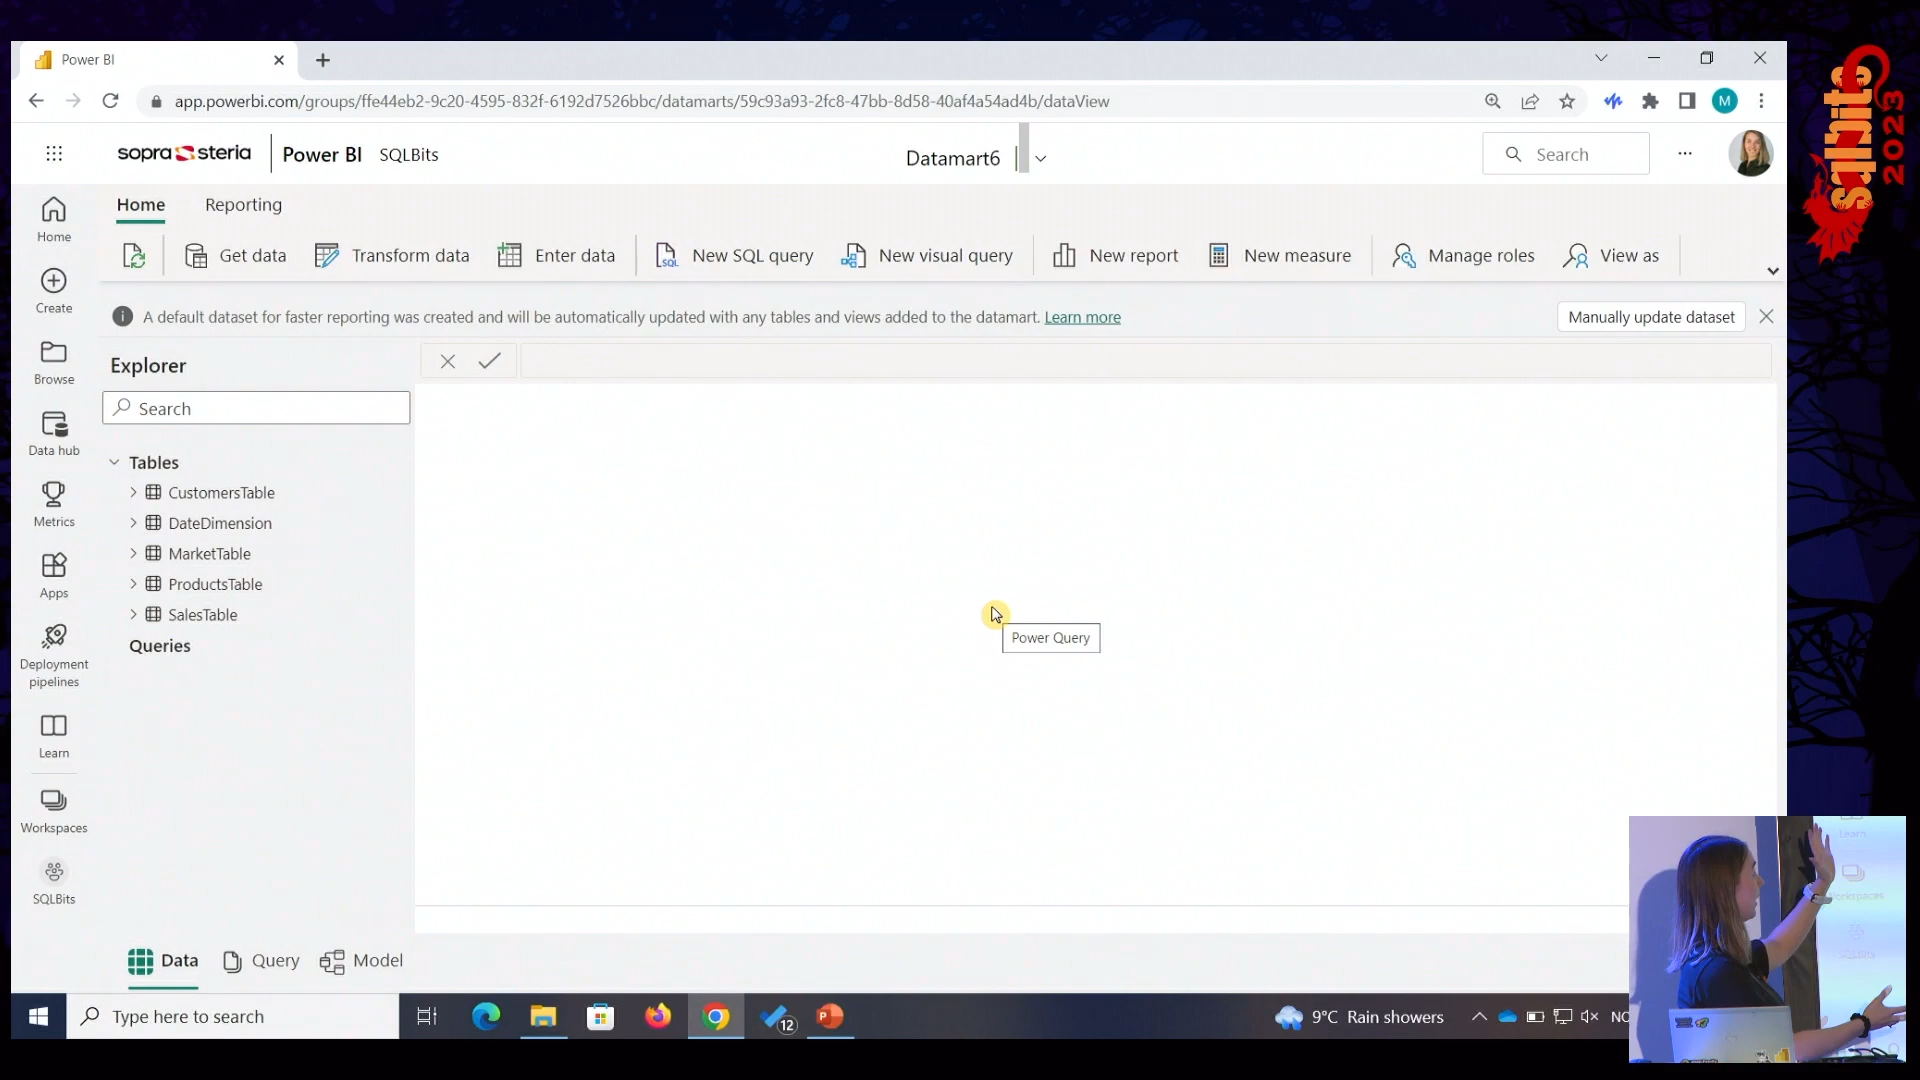 Power BI
app.powerbi.com/groups/ffe44eb2-9c20-4595-832f-6192d7526bbc/datamarts/59c93a93-2fc8-47bb-8d58-40af4a54ad4b/dataView
M
sopra steria
Power BI SQLBits
Datamart6
Search
Home Reporting
Get data Transform data Enter data New SQL query New visual query New report New measure Manage roles View as
A default dataset for faster reporting was created and will be automatically updated with any tables and views added to the datamart. Learn more
Manually update dataset
Home
Create
Browse
Data hub
Metrics
Apps
Deployment
pipelines
Learn
Workspaces
SQLBits
Explorer
Search
Tables
CustomersTable
DateDimension
MarketTable
ProductsTable
SalesTable
Queries
Power Query
Data Query Model
Type here to search
12
9°C Rain showers
NO
sqlbits
2023
Learn
Workspaces